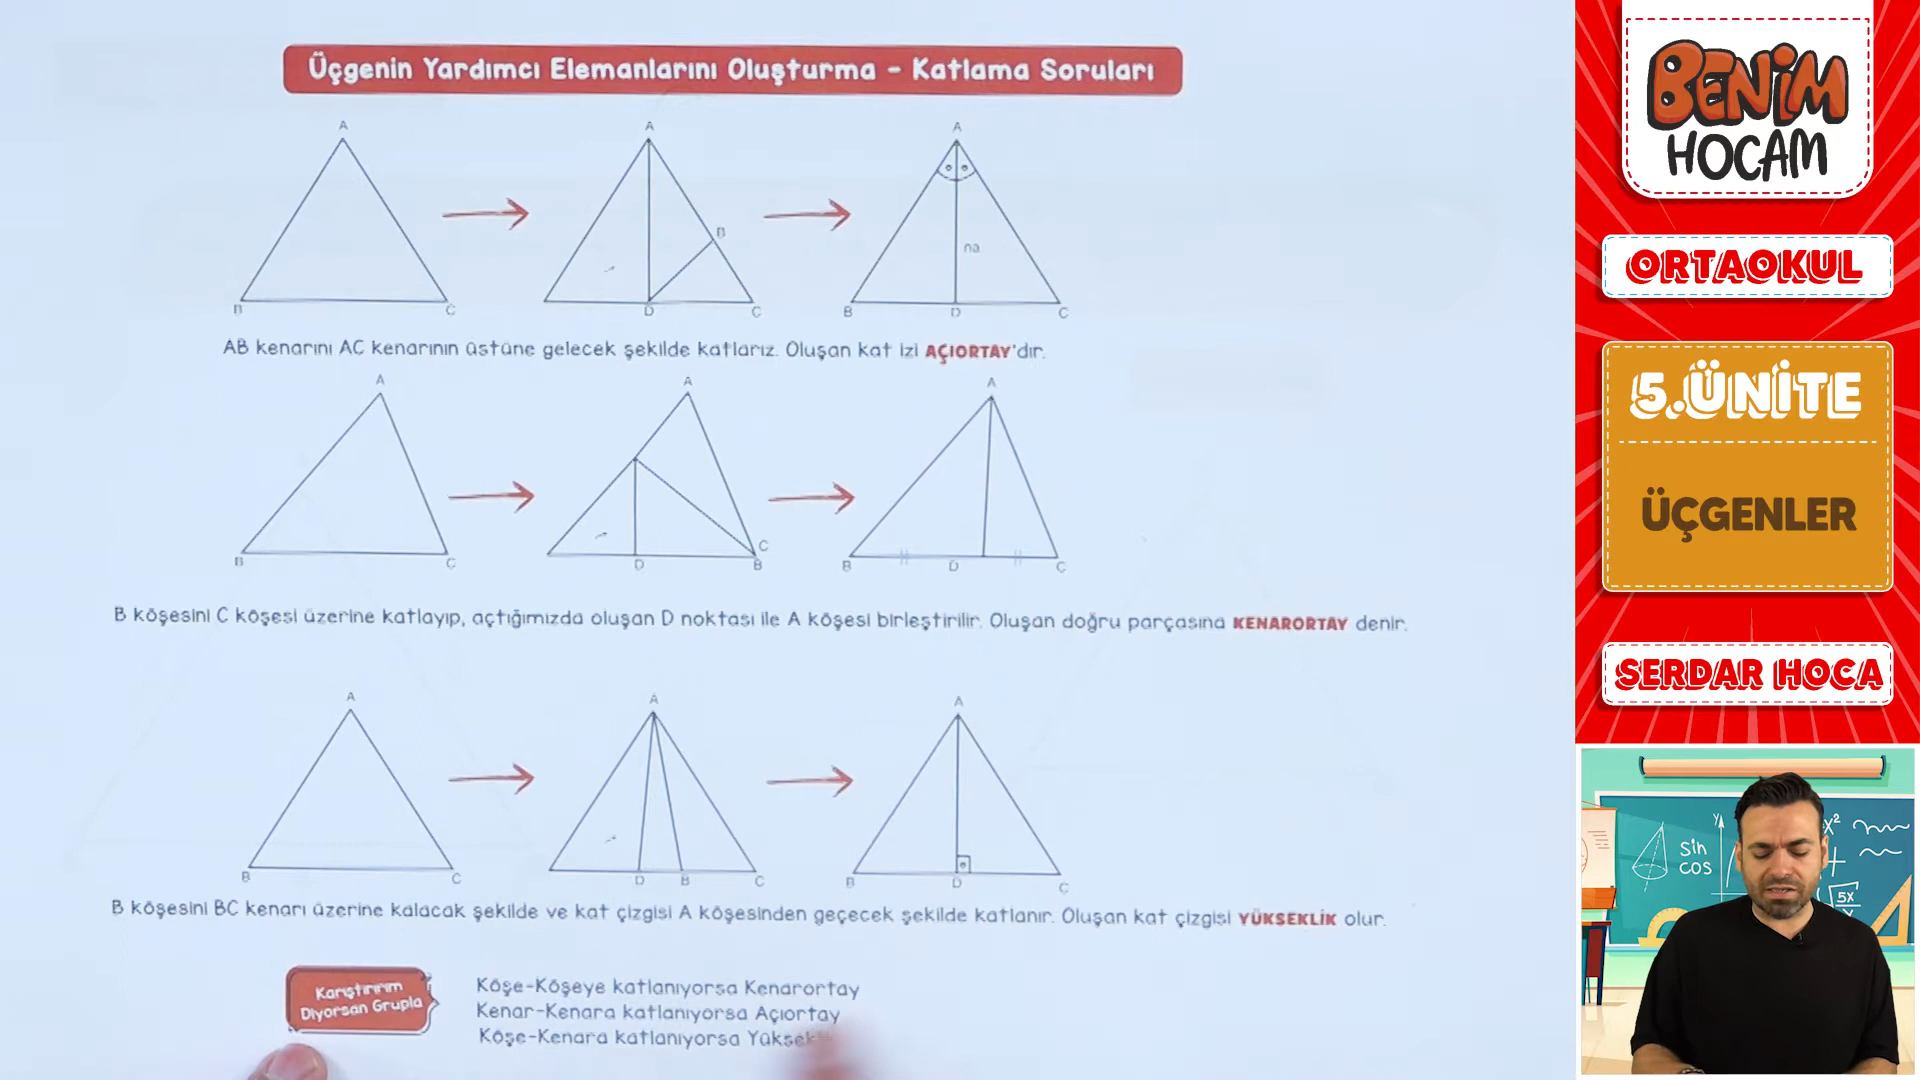 Üçgenin Yardımcı Elemanlarını Oluşturma - Katlama Soruları
A
B
C
A
B
D
C
A
na
B
D
C
AB kenarını AC kenarının üstüne gelecek şekilde katlarız. Oluşan kat izi AÇIORTAY'dır.
A
B
C
A
C
D
B
A
B
D
C
B köşesini C köşesi üzerine katlayıp, açtığımızda oluşan D noktası ile A köşesi birleştirilir. Oluşan doğru parçasına KENARORTAY denir.
A
B
C
A
D
B
C
A
B
D
C
B köşesini BC kenarı üzerine kalacak şekilde ve kat çizgisi A köşesinden geçecek şekilde katlanır. Oluşan kat çizgisi YÜKSEKLİK olur.
Karıştırırım
Diyorsan Grupla
Köşe-Köşeye katlanıyorsa Kenarortay
Kenar-Kenara katlanıyorsa Açıortay
Köşe-Kenara katlanıyorsa
BENİM
HOCAM
ORTAOKUL
5.ÜNİTE
ÜÇGENLER
SERDAR HOCA
sin
cos
y
x²
5x